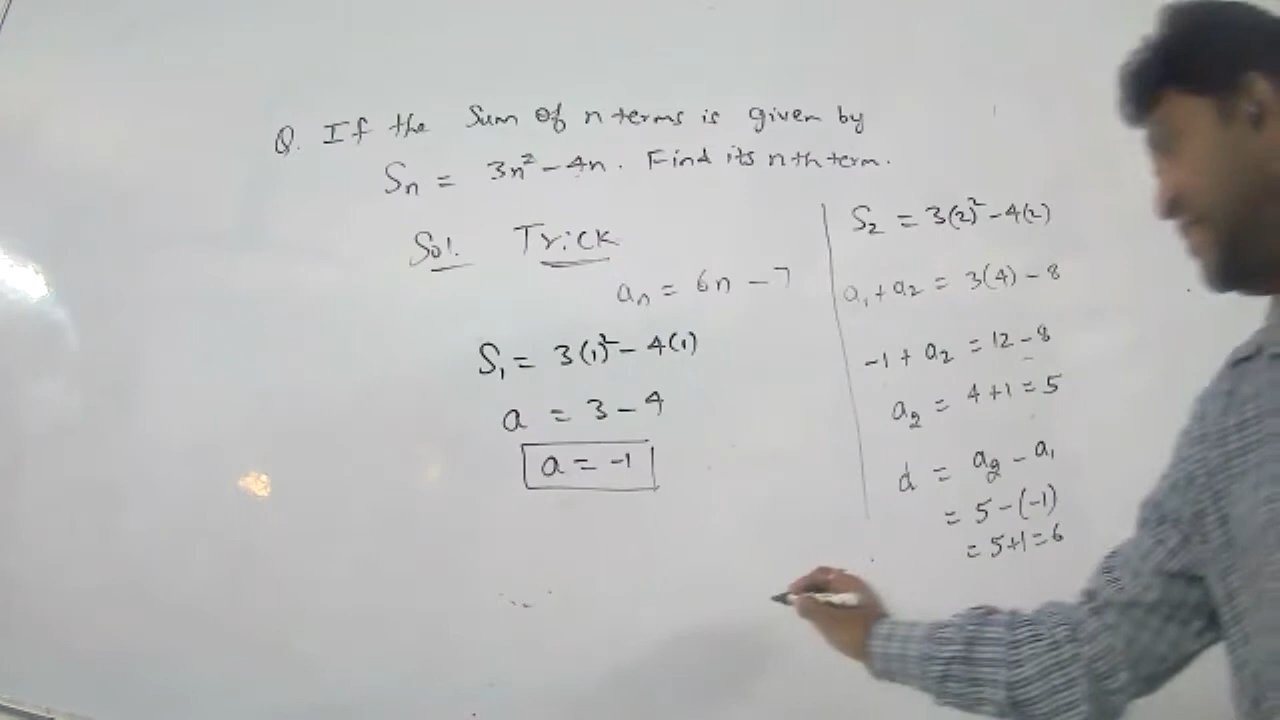 Q. If the Sum of n terms is given by
Sn = 3n² - 4n. Find its nth term.
Sol. Trick
an = 6n - 7
S₁ = 3(1)² - 4(1)
a = 3 - 4
a = -1
S₂ = 3(2)² - 4(2)
a₁ + a₂ = 3(4) - 8
-1 + a₂ = 12 - 8
a₂ = 4 + 1 = 5
d = a₂ - a₁
= 5 - (-1)
= 5 + 1 = 6